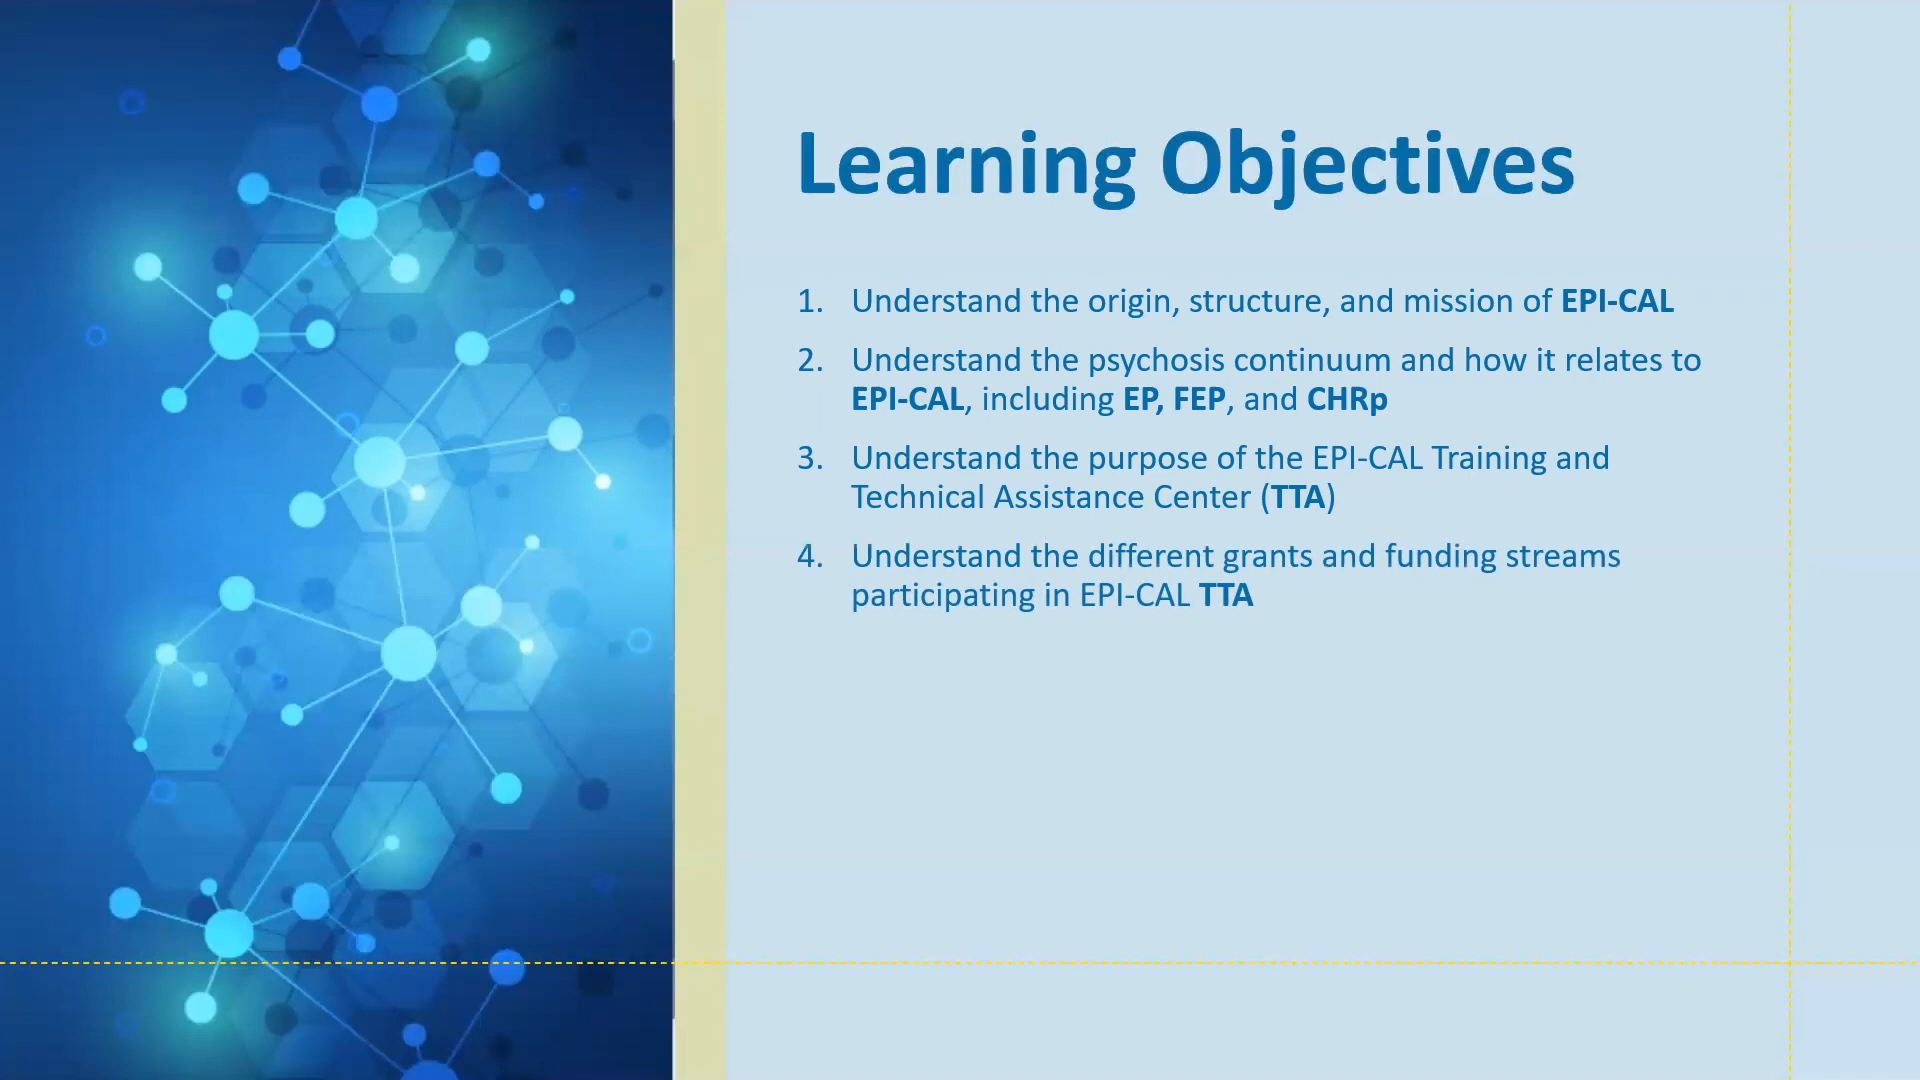 Learning Objectives
1. Understand the origin, structure, and mission of EPI-CAL
2. Understand the psychosis continuum and how it relates to
EPI-CAL, including EP, FEP, and CHRp
3. Understand the purpose of the EPI-CAL Training and
Technical Assistance Center (TTA)
4. Understand the different grants and funding streams
participating in EPI-CAL TTA